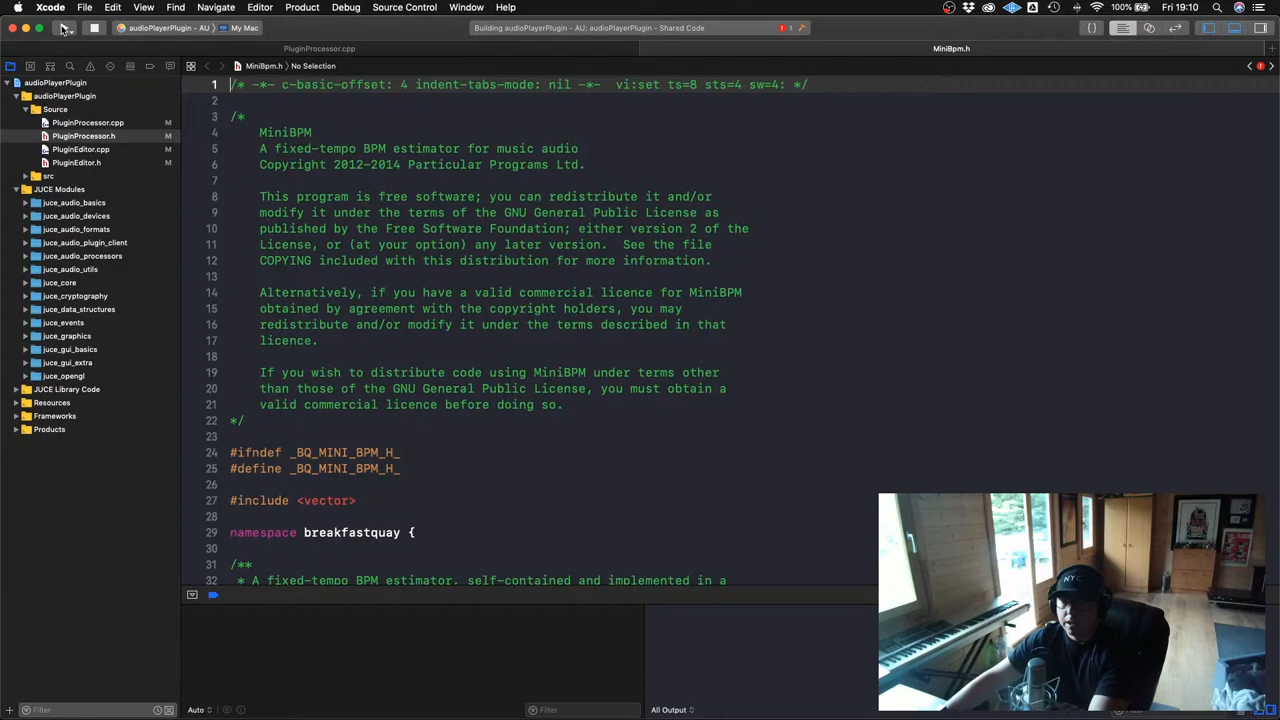 Xcode File Edit View Find Navigate Editor Product Debug Source Control Window Help 100% Fri 19:10
audioPlayerPlugin - AU My Mac Building audioPlayerPlugin - AU: audioPlayerPlugin - Shared Code 1
PluginProcessor.cpp MiniBpm.h
MiniBpm.h No Selection
audioPlayerPlugin
audioPlayerPlugin
Source
PluginProcessor.cpp M
PluginProcessor.h M
PluginEditor.cpp M
PluginEditor.h M
src
JUCE Modules
juce_audio_basics
juce_audio_devices
juce_audio_formats
juce_audio_plugin_client
juce_audio_processors
juce_audio_utils
juce_core
juce_cryptography
juce_data_structures
juce_events
juce_graphics
juce_gui_basics
juce_gui_extra
juce_opengl
JUCE Library Code
Resources
Frameworks
Products
1 /* -*- c-basic-offset: 4 indent-tabs-mode: nil -*-  vi:set ts=8 sts=4 sw=4: */
2
3 /*
4 MiniBPM
5 A fixed-tempo BPM estimator for music audio
6 Copyright 2012-2014 Particular Programs Ltd.
7
8 This program is free software; you can redistribute it and/or
9 modify it under the terms of the GNU General Public License as
10 published by the Free Software Foundation; either version 2 of the
11 License, or (at your option) any later version.  See the file
12 COPYING included with this distribution for more information.
13
14 Alternatively, if you have a valid commercial licence for MiniBPM
15 obtained by agreement with the copyright holders, you may
16 redistribute and/or modify it under the terms described in that
17 licence.
18
19 If you wish to distribute code using MiniBPM under terms other
20 than those of the GNU General Public License, you must obtain a
21 valid commercial licence before doing so.
22 */
23
24 #ifndef _BQ_MINI_BPM_H_
25 #define _BQ_MINI_BPM_H_
26
27 #include <vector>
28
29 namespace breakfastquay {
30
31 /**
32 * A fixed-tempo BPM estimator, self-contained and implemented in a
NYC
Filter Auto Filter All Output